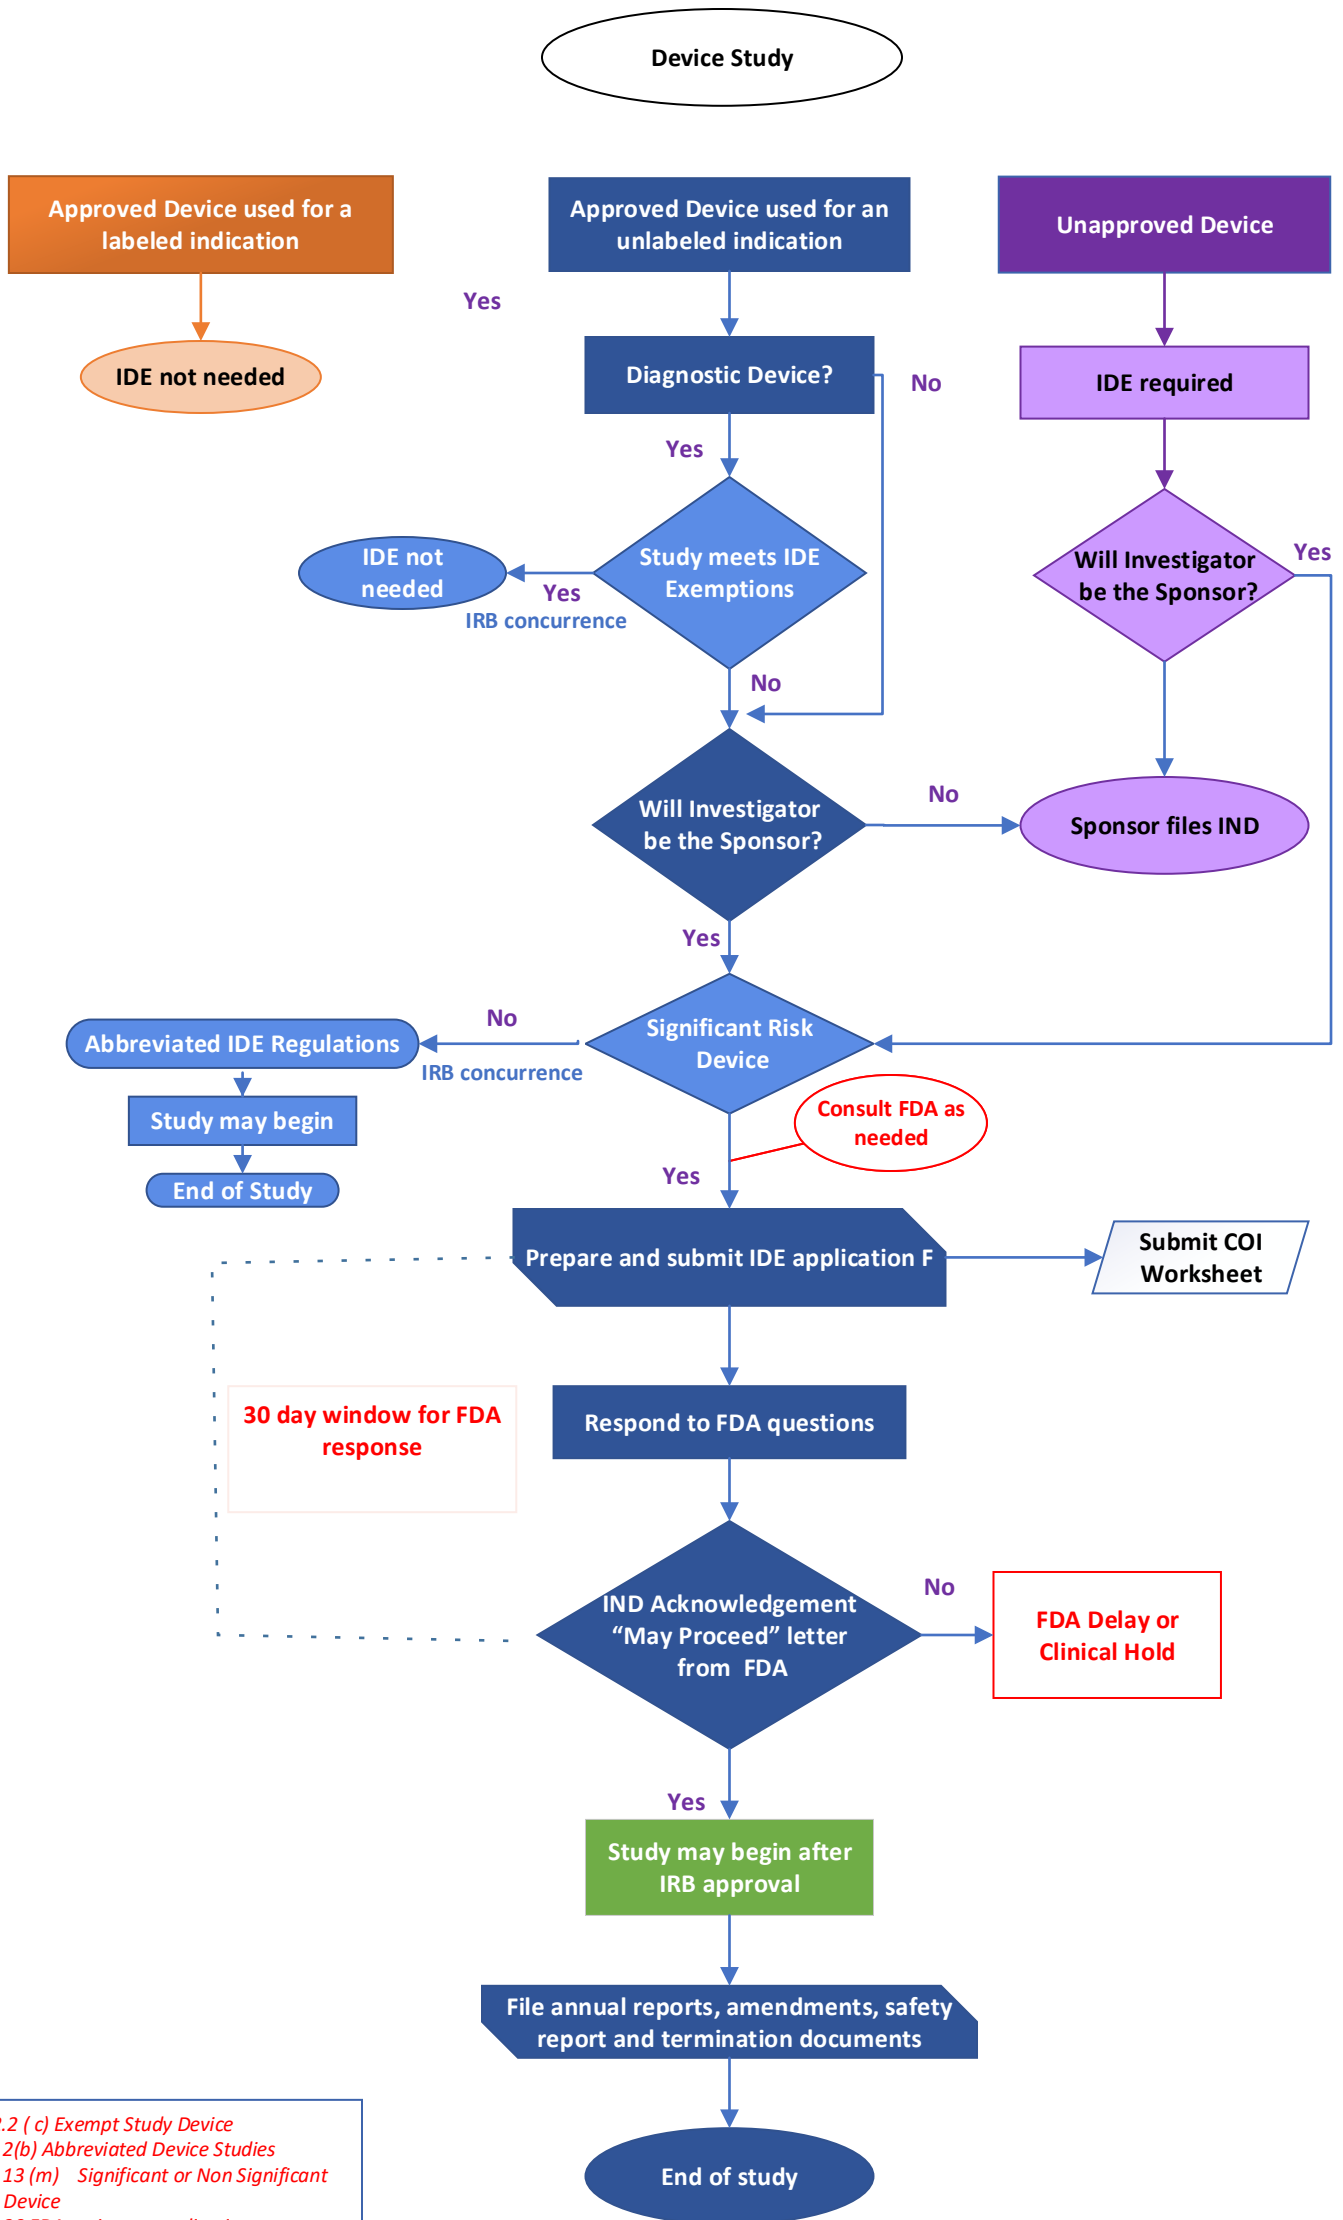 Device Study
Approved Device used for a
labeled indication
Approved Device used for an
unlabeled indication
Unapproved Device
Yes
IDE not needed
Diagnostic Device?
No
IDE required
Yes
Study meets IDE
Exemptions
IDE not
needed
Yes
IRB concurrence
Will Investigator
be the Sponsor?
Yes
No
Will Investigator
be the Sponsor?
No
Sponsor files IND
Yes
Significant Risk
Device
No
IRB concurrence
Abbreviated IDE Regulations
Study may begin
End of Study
Consult FDA as
needed
Yes
Prepare and submit IDE application F
Submit COI
Worksheet
30 day window for FDA
response
Respond to FDA questions
IND Acknowledgement
“May Proceed” letter
from FDA
No
FDA Delay or
Clinical Hold
Yes
Study may begin after
IRB approval
File annual reports, amendments, safety
report and termination documents
End of study
.2 ( c) Exempt Study Device
2(b) Abbreviated Device Studies
13 (m) Significant or Non Significant
Device